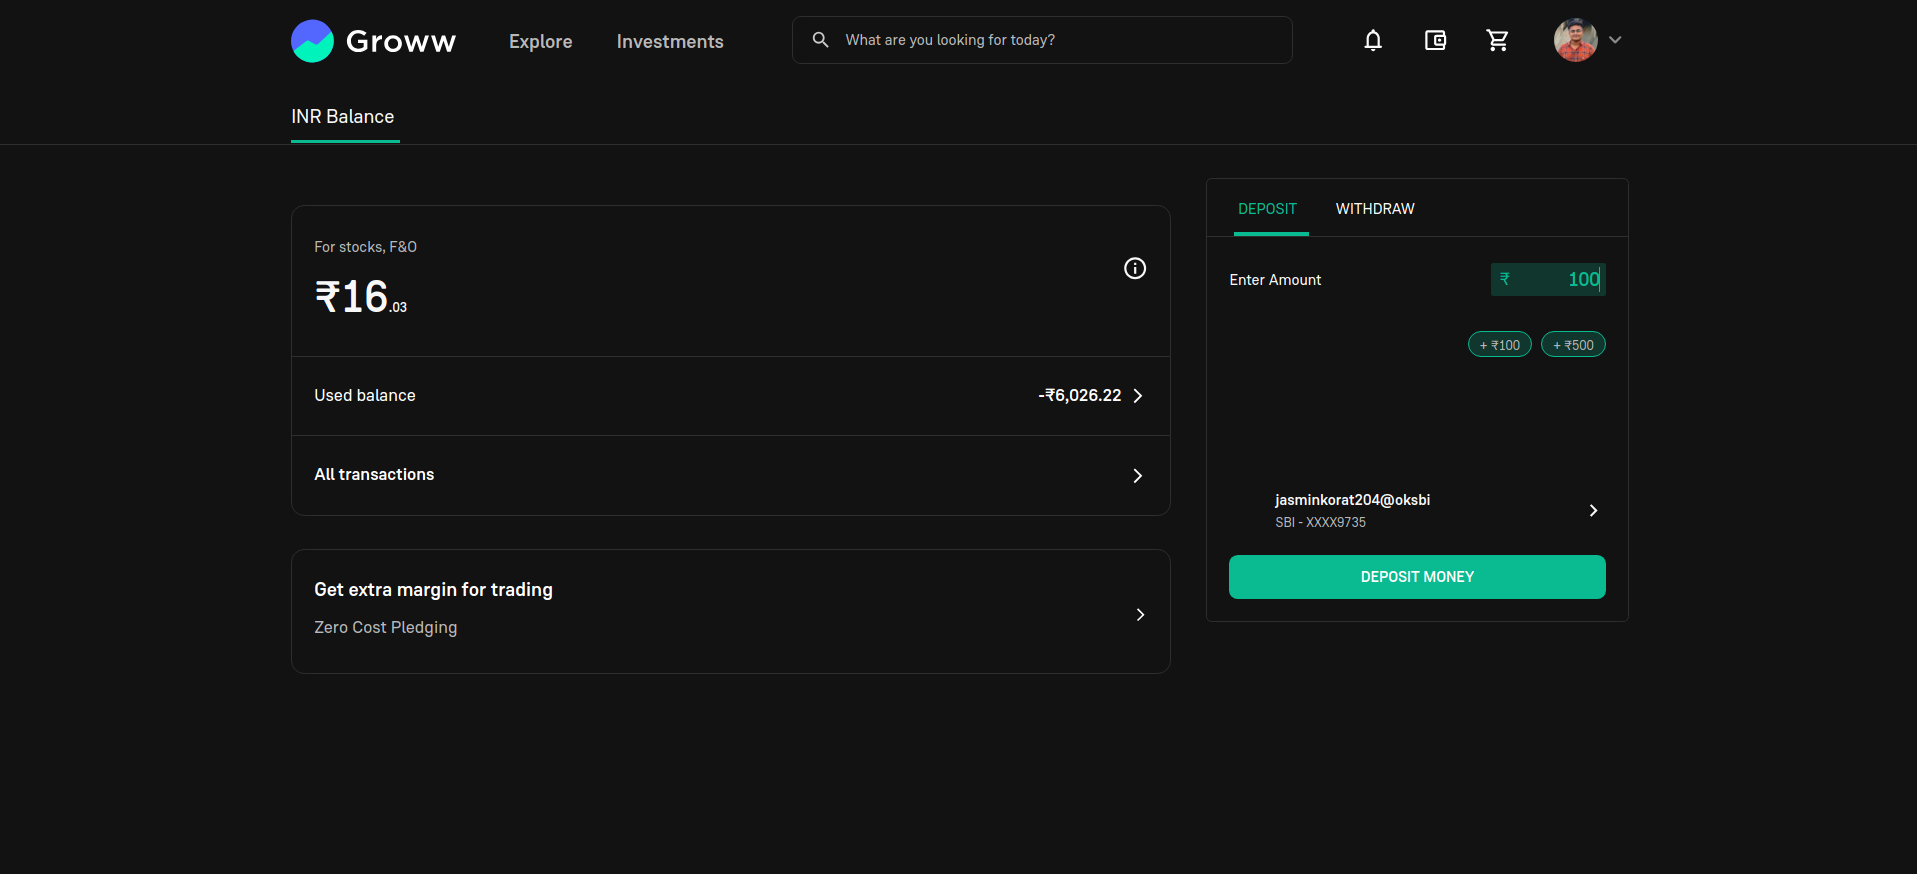 Groww
Explore
Investments
What are you looking for today?
INR Balance
For stocks, F&O
₹16.03
Used balance
-₹6,026.22
All transactions
Get extra margin for trading
Zero Cost Pledging
DEPOSIT
WITHDRAW
Enter Amount
₹ 100
+ ₹100
+ ₹500
jasminkorat204@oksbi
SBI - XXXX9735
DEPOSIT MONEY